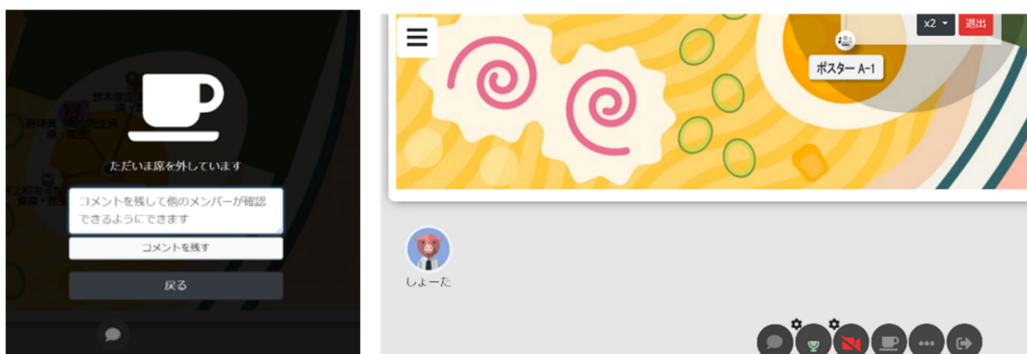 ただいま席を外しています
コメントを残して他のメンバーが確認
できるようにできます
コメントを残す
戻る
x2
退出
ポスター A-1
しょーた